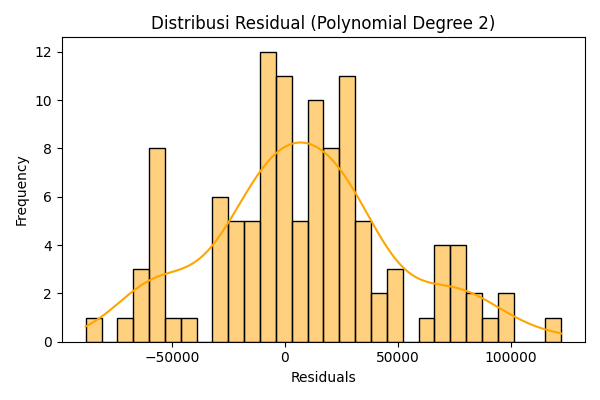 Distribusi Residual (Polynomial Degree 2)
12
10
8
6
4
2
0
Frequency
−50000 0 50000 100000
Residuals